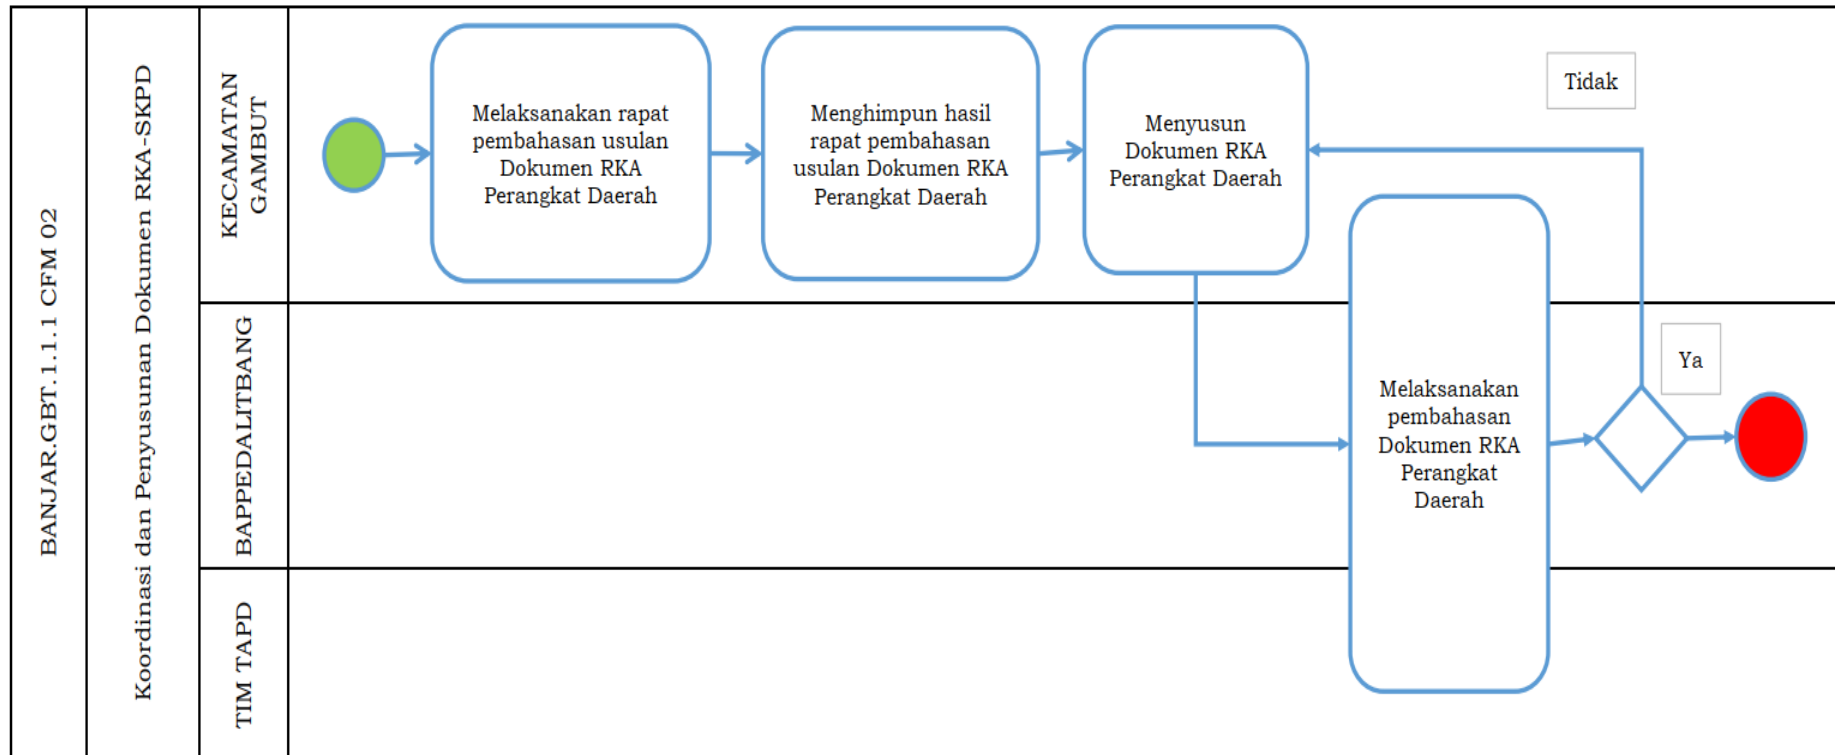 BANJAR.GBT.1.1.1 CFM 02
Koordinasi dan Penyusunan Dokumen RKA-SKPD
KECAMATAN
GAMBUT
Melaksanakan rapat
pembahasan usulan
Dokumen RKA
Perangkat Daerah
Menghimpun hasil
rapat pembahasan
usulan Dokumen RKA
Perangkat Daerah
Menyusun
Dokumen RKA
Perangkat Daerah
Tidak
BAPPEDALITBANG
Melaksanakan
pembahasan
Dokumen RKA
Perangkat
Daerah
Ya
TIM TAPD